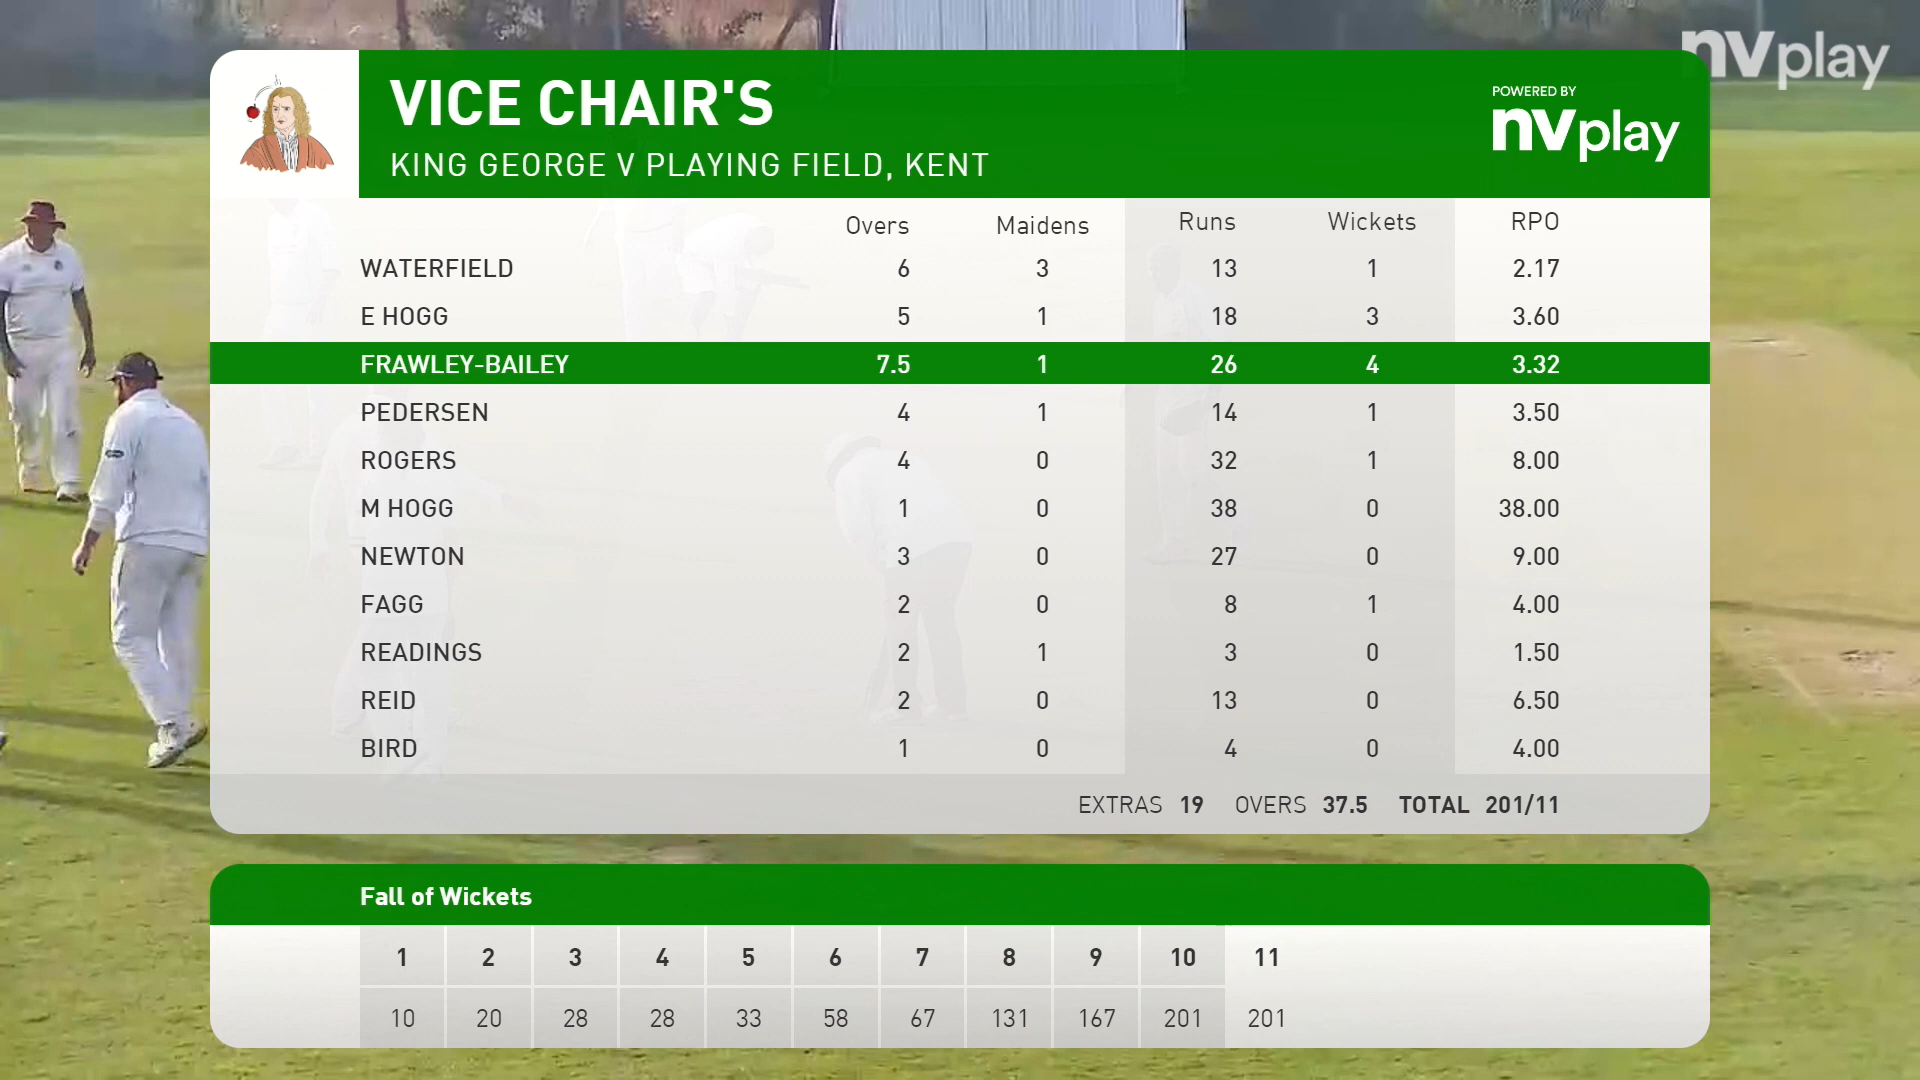 nvplay
VICE CHAIR'S
KING GEORGE V PLAYING FIELD, KENT
POWERED BY
nvplay
Overs Maidens Runs Wickets RPO
WATERFIELD 6 3 13 1 2.17
E HOGG 5 1 18 3 3.60
FRAWLEY-BAILEY 7.5 1 26 4 3.32
PEDERSEN 4 1 14 1 3.50
ROGERS 4 0 32 1 8.00
M HOGG 1 0 38 0 38.00
NEWTON 3 0 27 0 9.00
FAGG 2 0 8 1 4.00
READINGS 2 1 3 0 1.50
REID 2 0 13 0 6.50
BIRD 1 0 4 0 4.00
EXTRAS 19 OVERS 37.5 TOTAL 201/11
Fall of Wickets
1 2 3 4 5 6 7 8 9 10 11
10 20 28 28 33 58 67 131 167 201 201